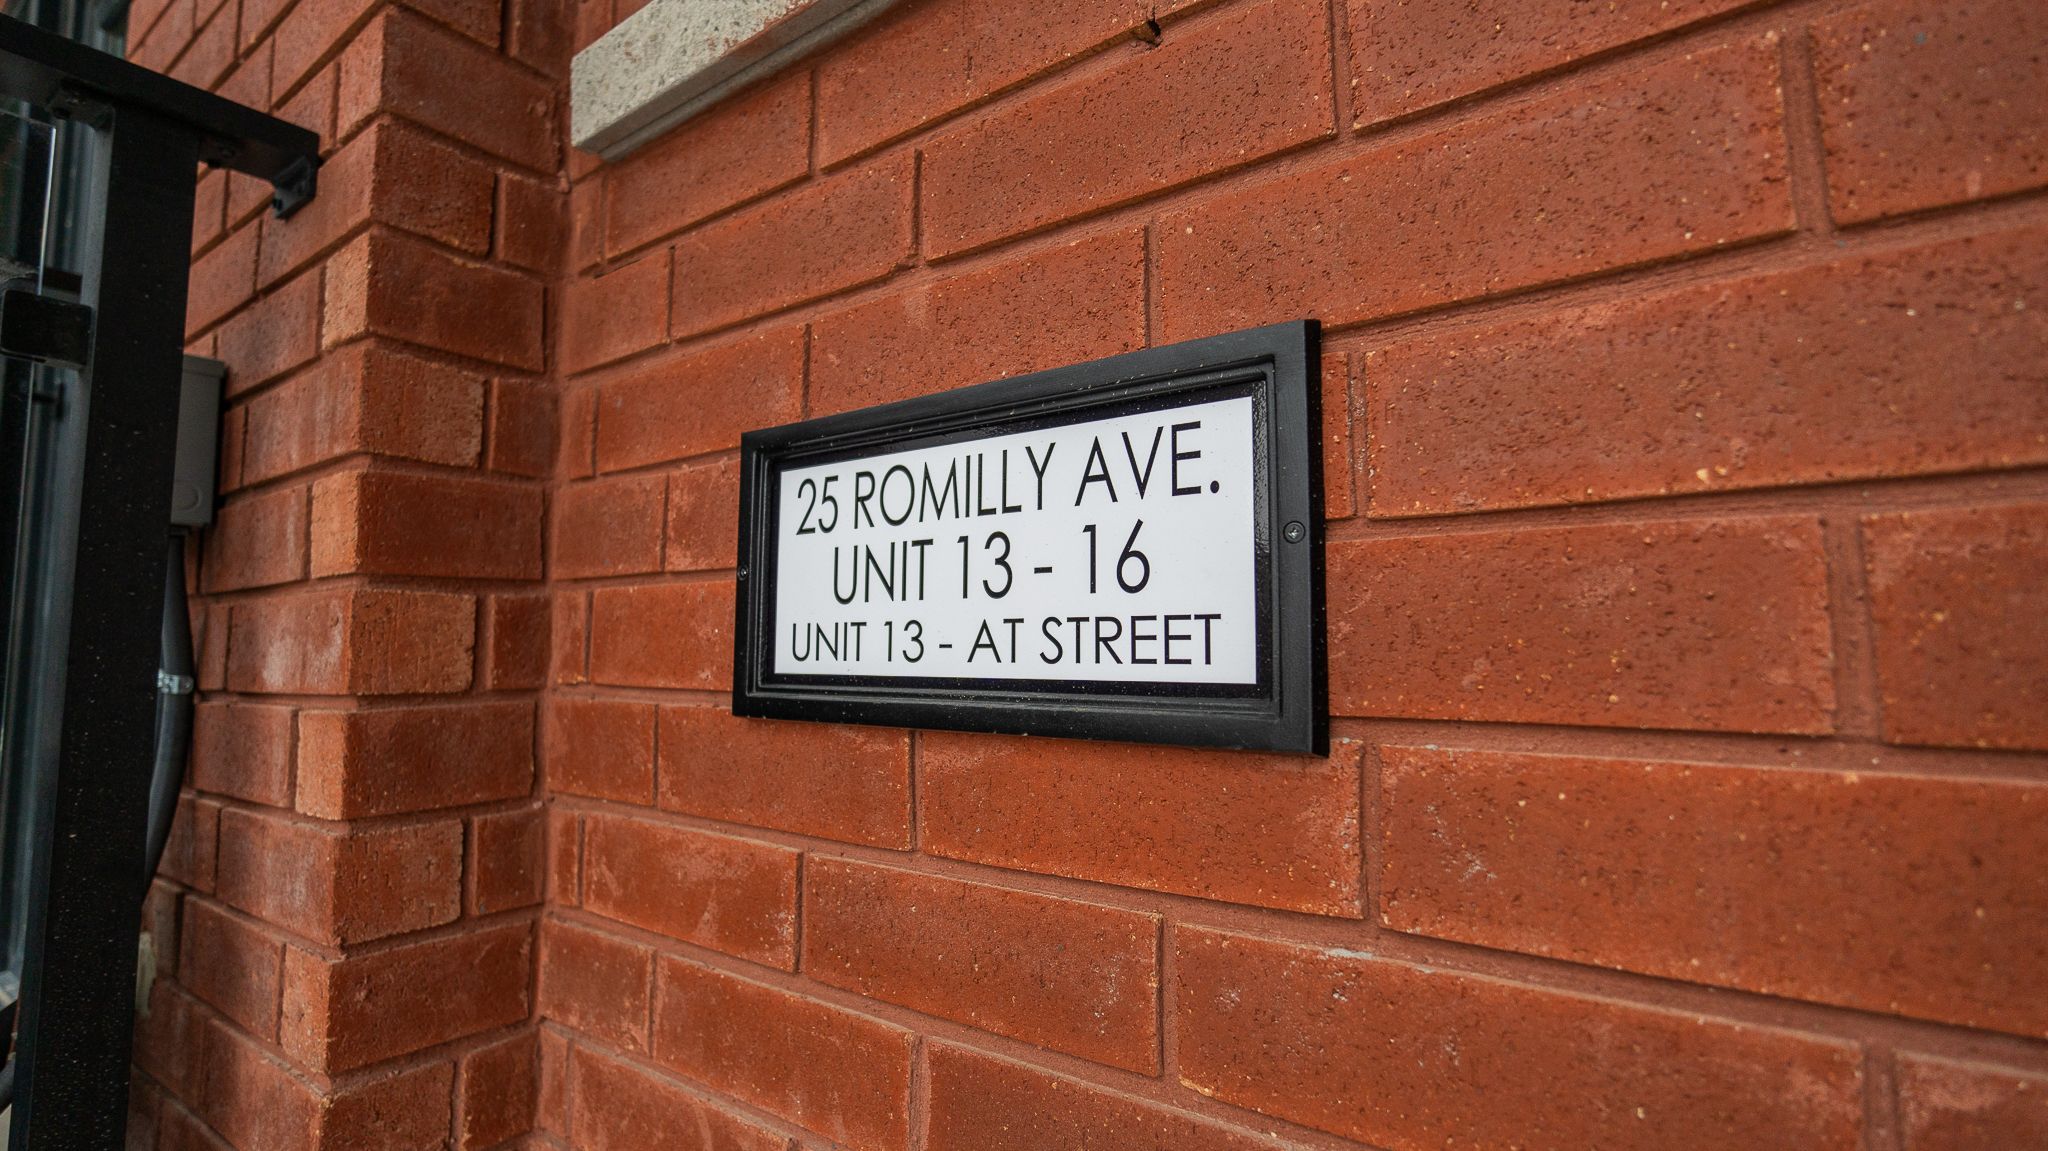 25 ROMILLY AVE.
UNIT 13 - 16
UNIT 13 - AT STREET